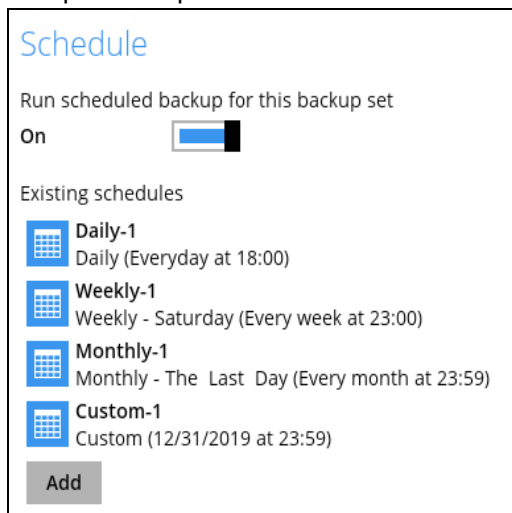 Schedule
Run scheduled backup for this backup set
On
Existing schedules
Daily-1
Daily (Everyday at 18:00)
Weekly-1
Weekly - Saturday (Every week at 23:00)
Monthly-1
Monthly - The Last Day (Every month at 23:59)
Custom-1
Custom (12/31/2019 at 23:59)
Add